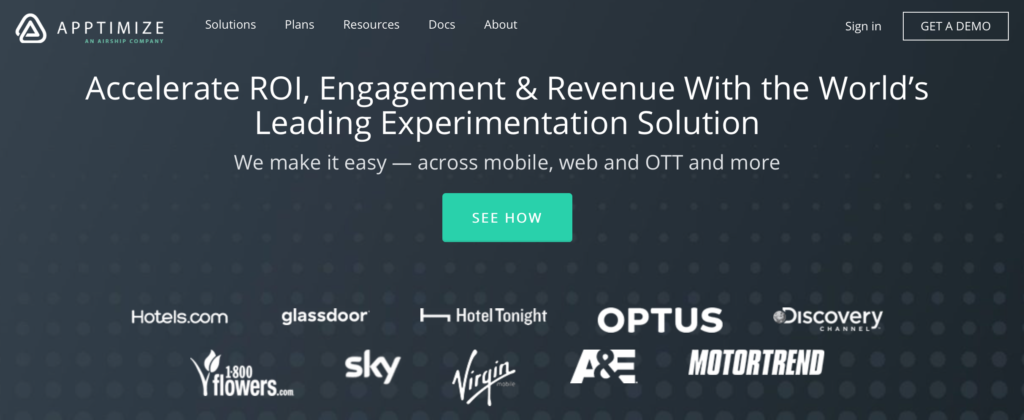 APPTIMIZE
AN AIRSHIP COMPANY
Solutions Plans Resources Docs About
Sign in GET A DEMO
Accelerate ROI, Engagement & Revenue With the World’s
Leading Experimentation Solution
We make it easy — across mobile, web and OTT and more
SEE HOW
Hotels.com glassdoor HotelTonight OPTUS Discovery
CHANNEL
1·800
flowers.com sky Virgin mobile A&E MOTORTREND